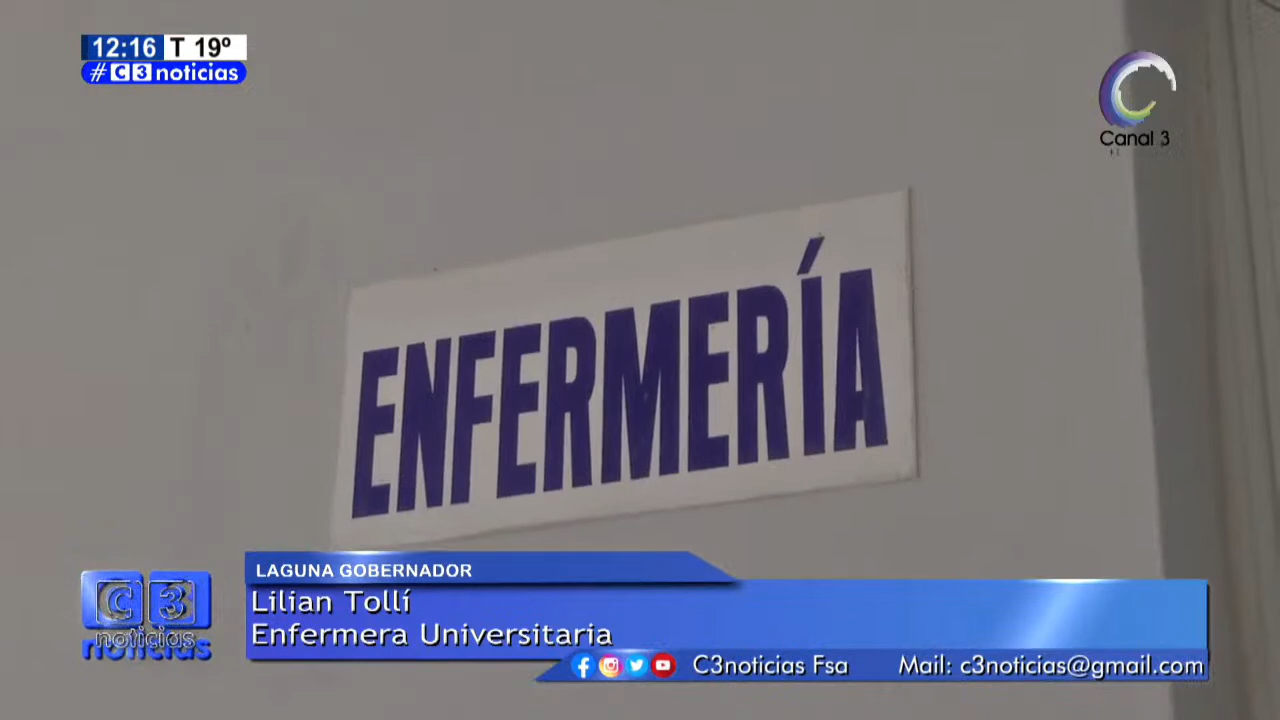 12:16 T 19º
#C3noticias
Canal 3
ENFERMERÍA
LAGUNA GOBERNADOR
Lilian Tollí
Enfermera Universitaria
C3 noticias
C3noticias Fsa Mail: c3noticias@gmail.com